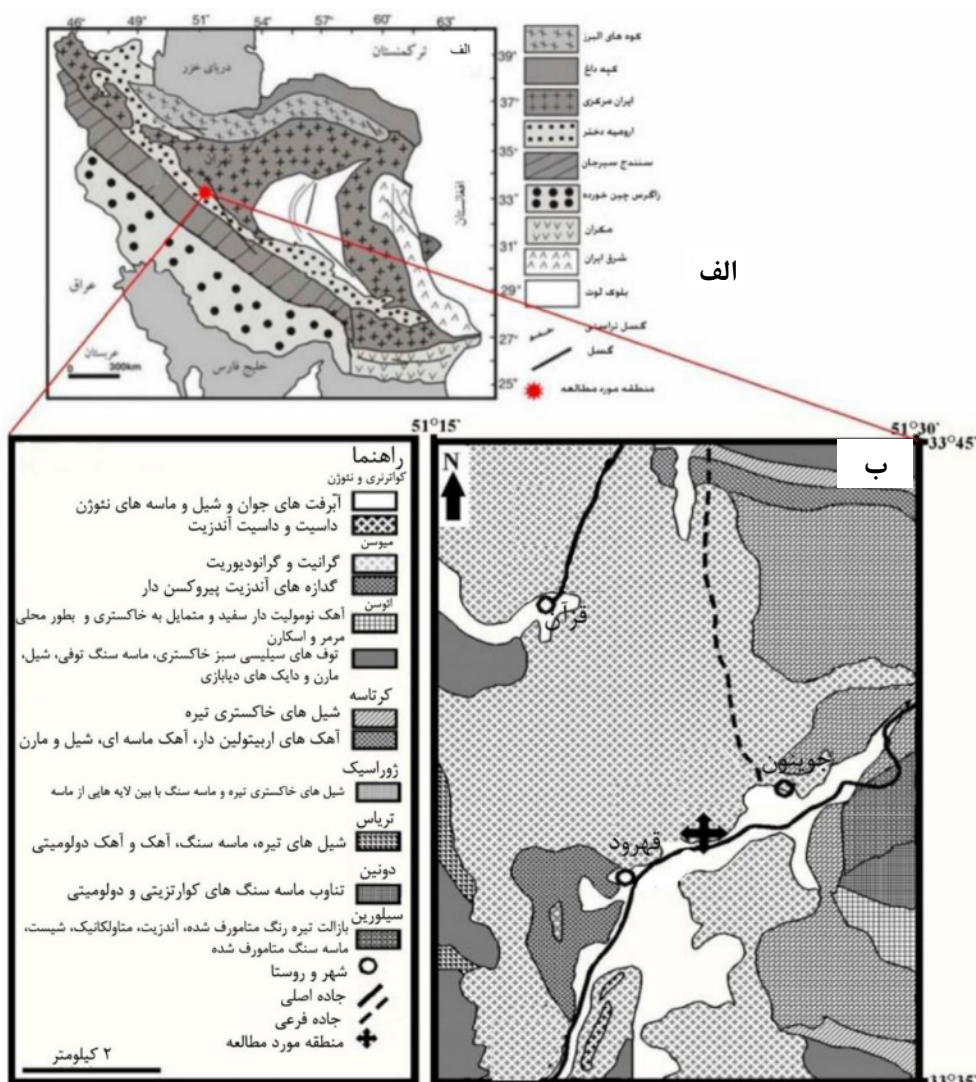 46° 49° 51° 54° 57° 60° 63°
39°
37°
35°
33°
31°
29°
27°
25°
الف
ترکمنستان
دریای خزر
تهران
افغانستان
عراق
عربستان
خلیج فارس
0 300km
کوه های البرز
کپه داغ
ایران مرکزی
ارومیه دختر
سنندج سیرجان
زاگرس چین خورده
مکران
شرق ایران
بلوک لوت
گسل تراستی
گسل
منطقه مورد مطالعه
الف
51°15' 51°30'
33°45'
33°35'
راهنما
کواترنری و نئوژن
آبرفت های جوان و شیل و ماسه های نئوژن
داسیت و داسیت آندزیت
میوسن
گرانیت و گرانودیوریت
گدازه های آندزیت پیروکسن دار
ائوسن
آهک نومولیت دار سفید و متمایل به خاکستری و بطور محلی
مرمر و اسکارن
توف های سیلیسی سبز خاکستری، ماسه سنگ توفی، شیل،
مارن و دایک های دیابازی
کرتاسه
شیل های خاکستری تیره
آهک های اربیتولین دار، آهک ماسه ای، شیل و مارن
ژوراسیک
شیل های خاکستری تیره و ماسه سنگ با بین لایه هایی از ماسه
تریاس
شیل های تیره، ماسه سنگ، آهک و آهک دولومیتی
دونین
تناوب ماسه سنگ های کوارتزیتی و دولومیتی
سیلورین
بازالت تیره رنگ متامورف شده، آندزیت، متاولکانیک، شیست،
ماسه سنگ متامورف شده
شهر و روستا
جاده اصلی
جاده فرعی
منطقه مورد مطالعه
۲ کیلومتر
ب
N
قزآن
جوینون
قهرود